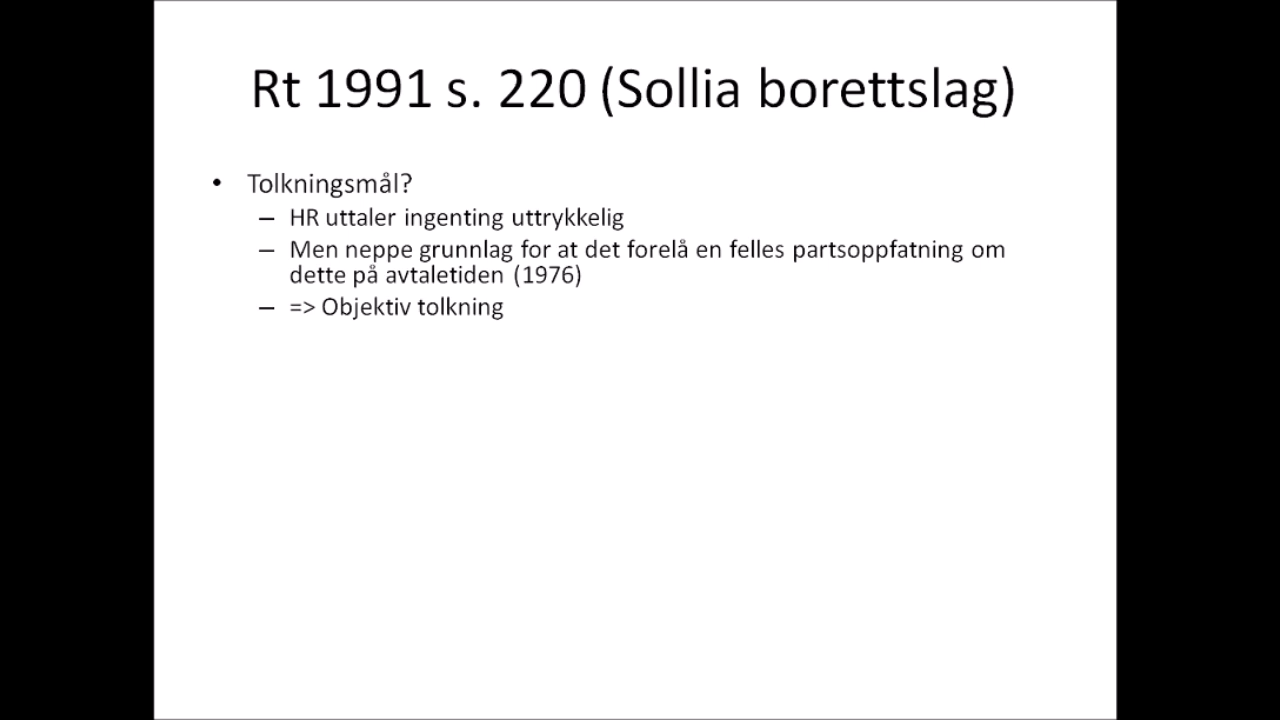 Rt 1991 s. 220 (Sollia borettslag)
• Tolkningsmål?
– HR uttaler ingenting uttrykkelig
– Men neppe grunnlag for at det forelå en felles partsoppfatning om
dette på avtaletiden (1976)
– => Objektiv tolkning